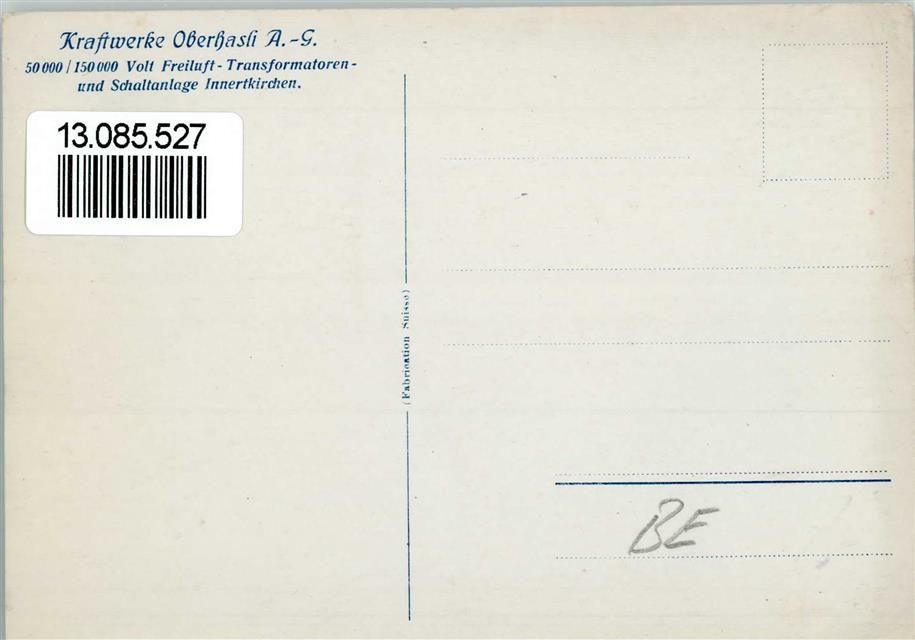 Kraftwerke Oberhasli A.-G.
50000/150000 Volt Freiluft-Transformatoren-
und Schaltanlage Innertkirchen.
13.085.527
(Fabrication Suisse)
BE